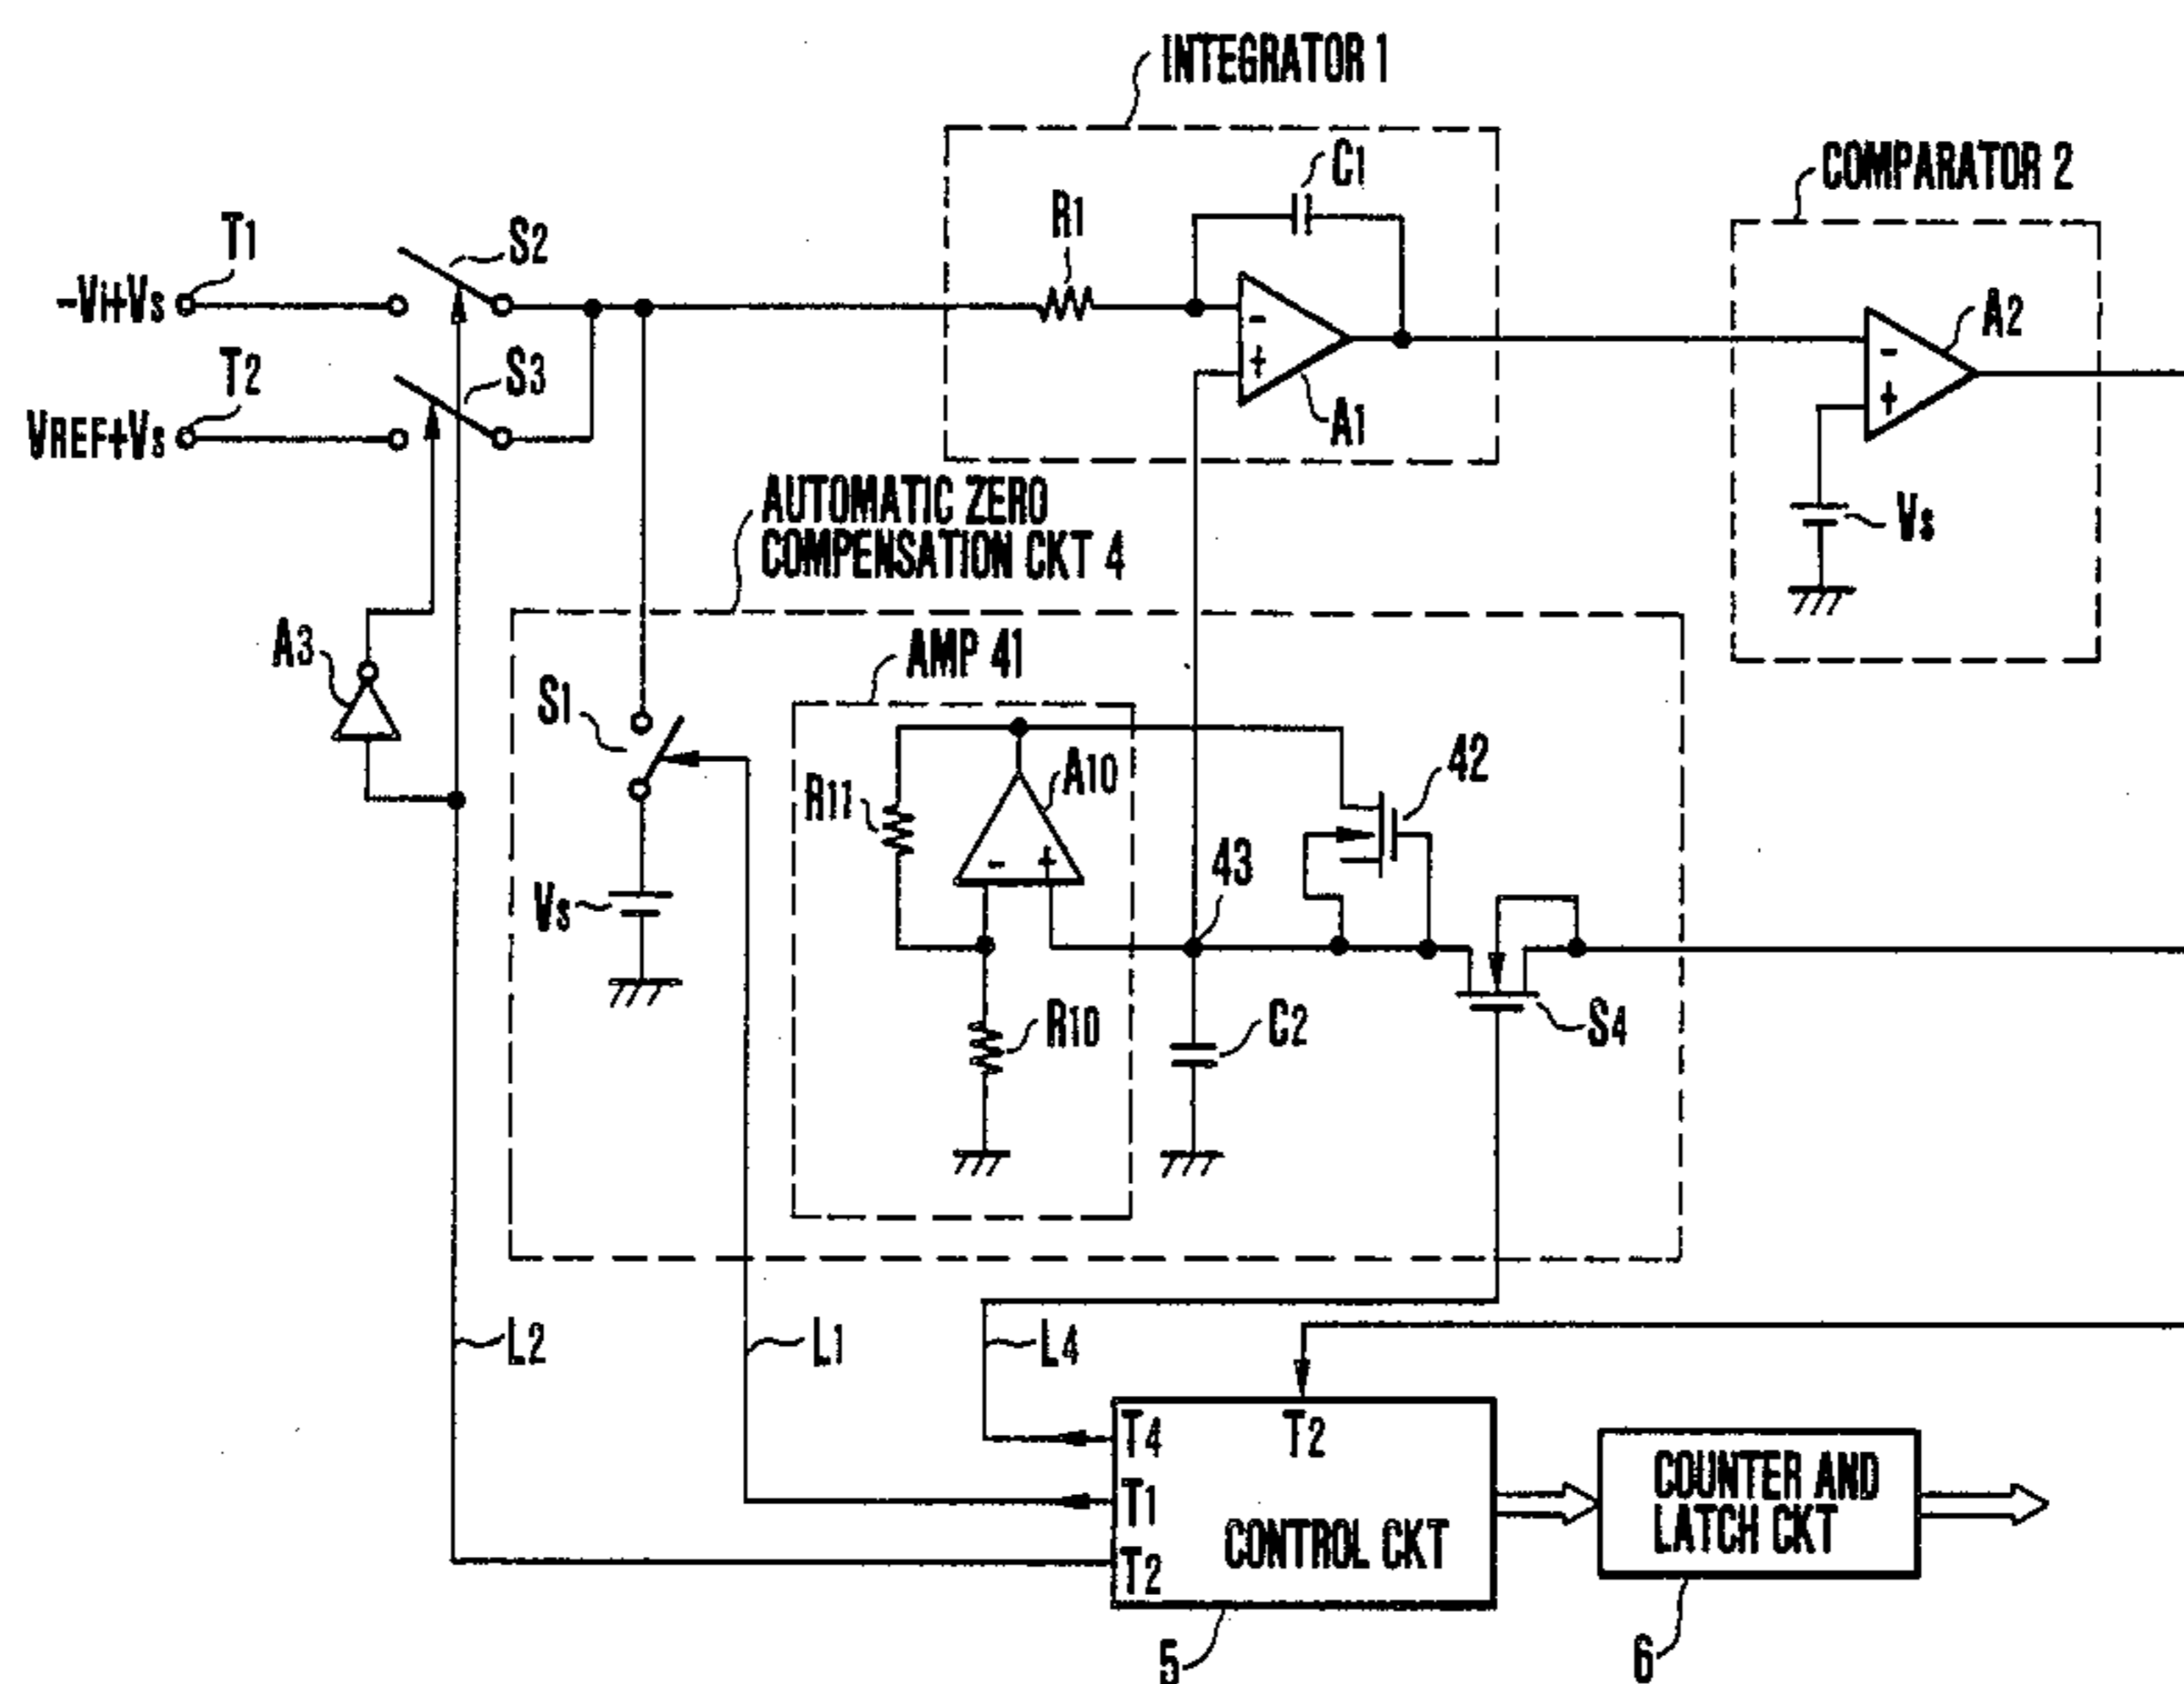 INTEGRATOR 1
C1
COMPARATOR 2
R1
T1
S2
-Vi+Vs
A2
T2
S3
VREF+Vs
A1
AUTOMATIC ZERO
COMPENSATION CKT 4
Vs
A3
AMP 41
S1
42
A10
R11
43
Vs
- +
R10
C2
S4
- +
- +
L2
L1
L4
T4
T2
T1
CONTROL CKT
T2
COUNTER AND
LATCH CKT
5
6